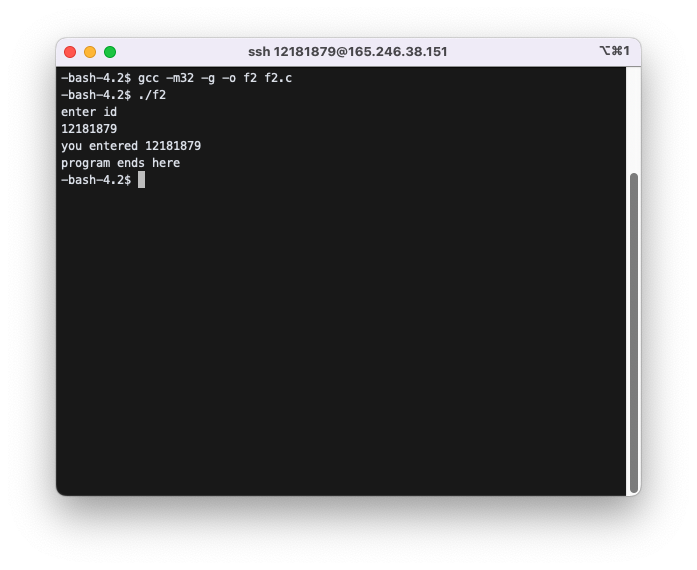 ssh 12181879@165.246.38.151
⌥⌘1
-bash-4.2$ gcc -m32 -g -o f2 f2.c
-bash-4.2$ ./f2
enter id
12181879
you entered 12181879
program ends here
-bash-4.2$